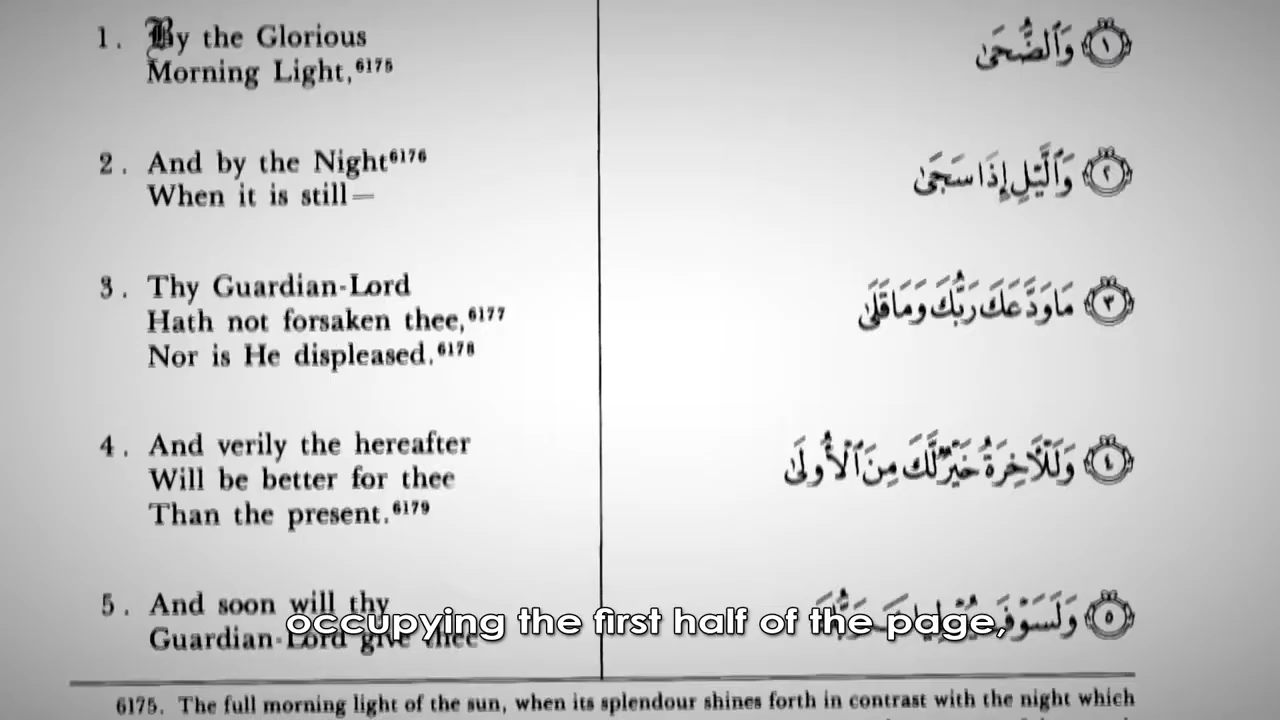 1. By the Glorious
Morning Light,6175
وَٱلضُّحَىٰ ١
2. And by the Night6176
When it is still—
وَٱلَّيْلِ إِذَا سَجَىٰ ٢
3. Thy Guardian-Lord
Hath not forsaken thee,6177
Nor is He displeased.6178
مَا وَدَّعَكَ رَبُّكَ وَمَا قَلَىٰ ٣
4. And verily the hereafter
Will be better for thee
Than the present.6179
وَلَلْأَخِرَةُ خَيْرٌ لَّكَ مِنَ ٱلْأُولَىٰ ٤
5. And soon will thy
Guardian-Lord give thee
وَلَسَوْفَ ٥
occupying the first half of the page,
6175. The full morning light of the sun, when its splendour shines forth in contrast with the night which